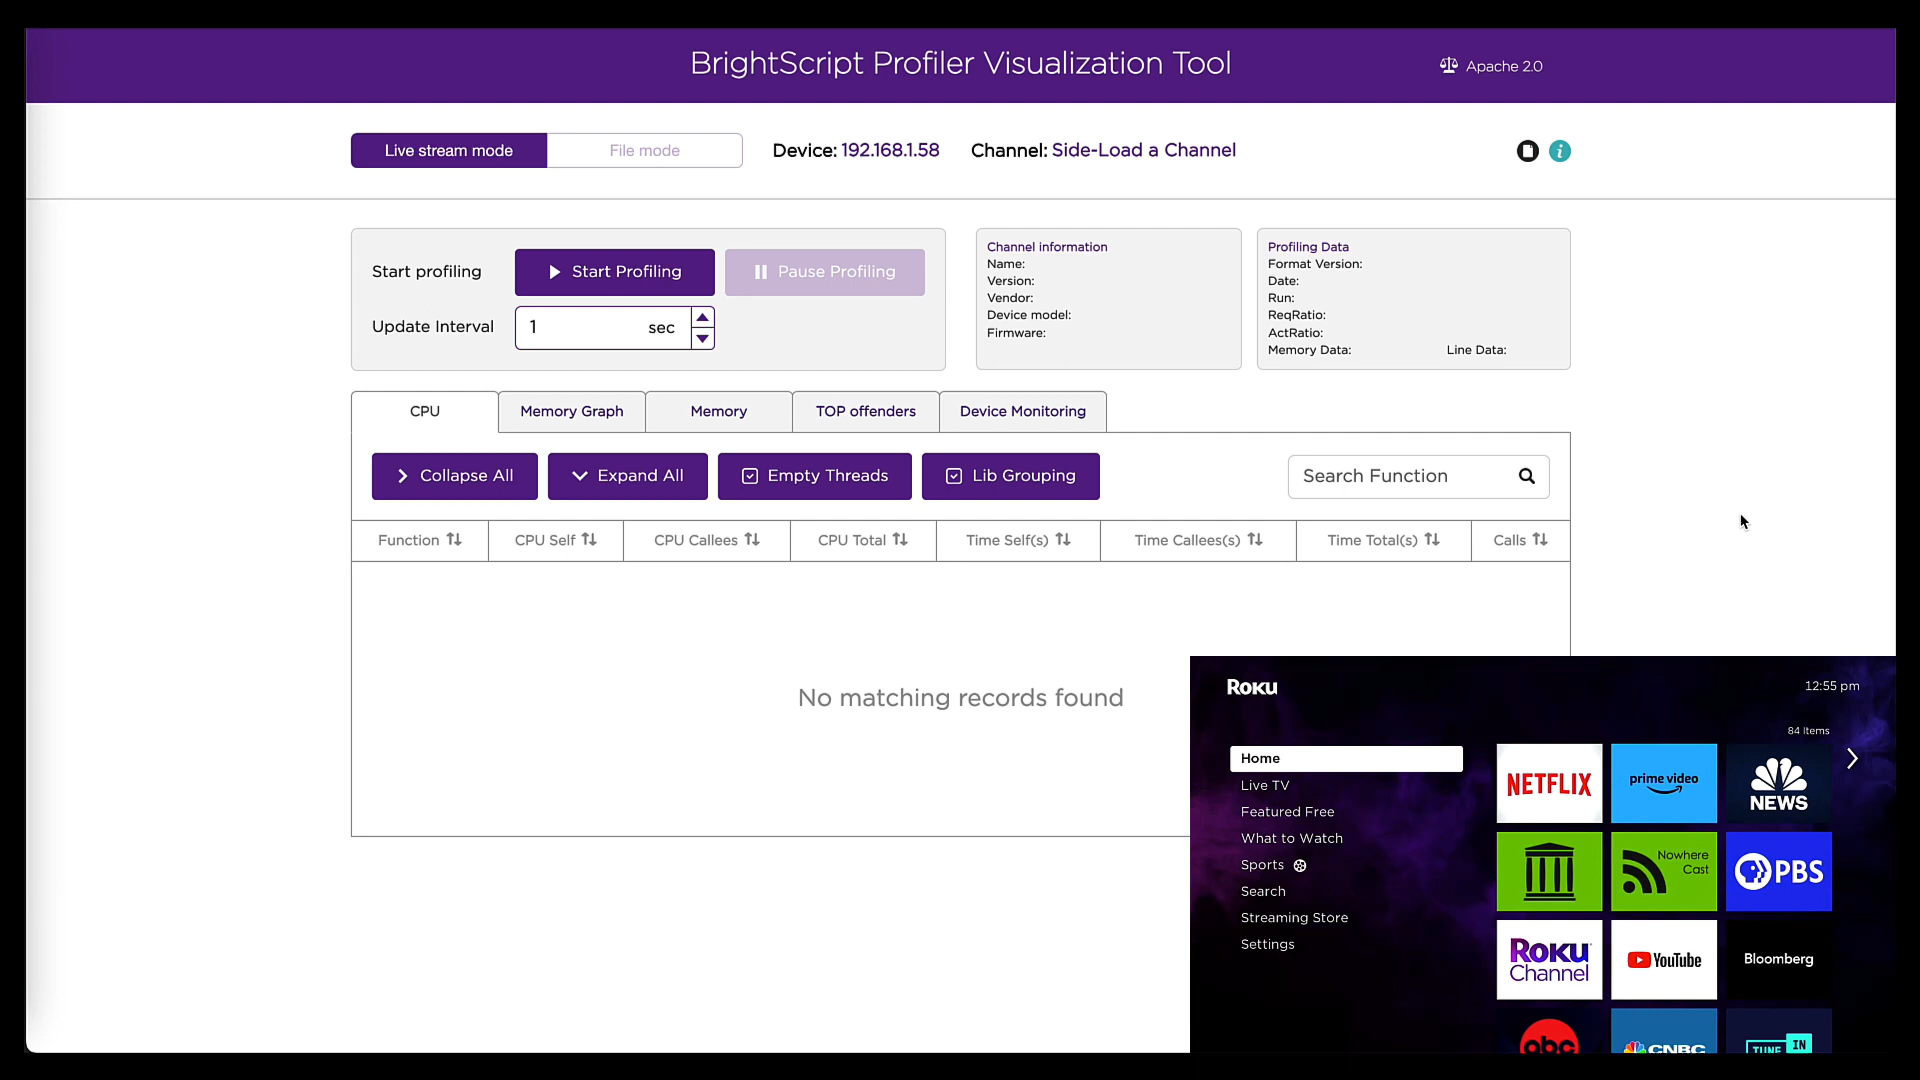 BrightScript Profiler Visualization Tool
Apache 2.0
Live stream mode
File mode
Device: 192.168.1.58
Channel: Side-Load a Channel
Start profiling
Start Profiling
Pause Profiling
Update Interval
1 sec
Channel information
Name:
Version:
Vendor:
Device model:
Firmware:
Profiling Data
Format Version:
Date:
Run:
ReqRatio:
ActRatio:
Memory Data: Line Data:
CPU
Memory Graph
Memory
TOP offenders
Device Monitoring
Collapse All
Expand All
Empty Threads
Lib Grouping
Search Function
Function
CPU Self
CPU Callees
CPU Total
Time Self(s)
Time Callees(s)
Time Total(s)
Calls
No matching records found
Roku
12:55 pm
84 Items
Home
Live TV
Featured Free
What to Watch
Sports
Search
Streaming Store
Settings
NETFLIX
prime video
NEWS
Nowhere
Cast
PBS
Roku
Channel
YouTube
Bloomberg
abc
CNBC
TUNE IN